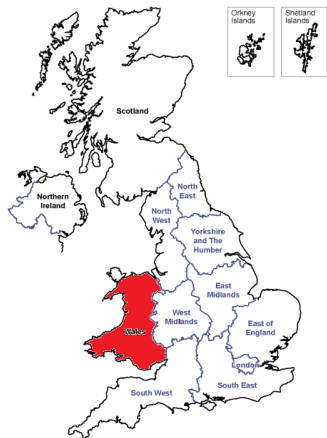 Orkney
Islands
Shetland
Islands
Scotland
Northern
Ireland
North
East
North
West
Yorkshire
and The
Humber
East
Midlands
West
Midlands
East of
England
Wales
London
South East
South West